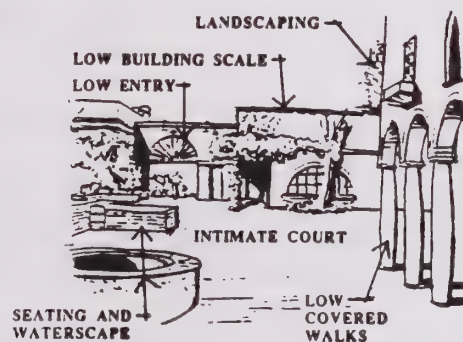 LANDSCAPING
LOW BUILDING SCALE
LOW ENTRY
INTIMATE COURT
SEATING AND
WATERSCAPE
LOW
COVERED
WALKS